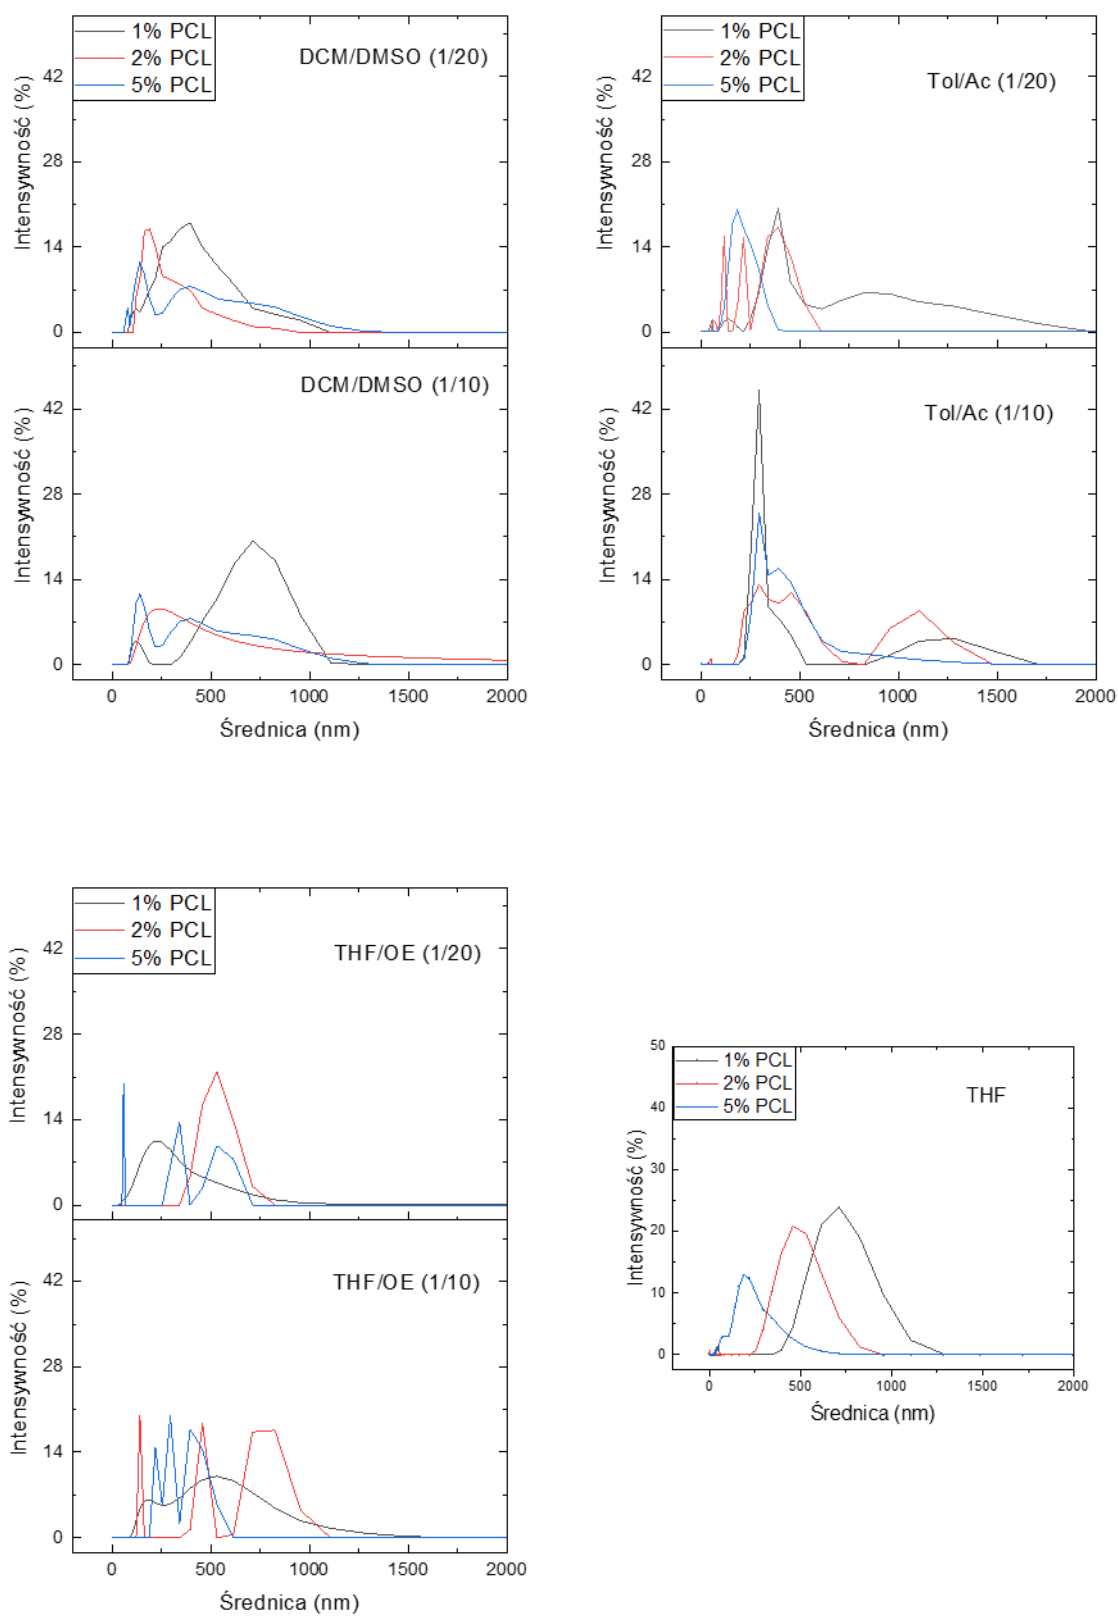 1% PCL
2% PCL
5% PCL
DCM/DMSO (1/20)
Intensywność (%)
42
28
14
0
DCM/DMSO (1/10)
Intensywność (%)
42
28
14
0
0 500 1000 1500 2000
Średnica (nm)
1% PCL
2% PCL
5% PCL
Tol/Ac (1/20)
Intensywność (%)
42
28
14
0
Tol/Ac (1/10)
Intensywność (%)
42
28
14
0
0 500 1000 1500 2000
Średnica (nm)
1% PCL
2% PCL
5% PCL
THF/OE (1/20)
Intensywność (%)
42
28
14
0
THF/OE (1/10)
Intensywność (%)
42
28
14
0
0 500 1000 1500 2000
Średnica (nm)
1% PCL
2% PCL
5% PCL
THF
Intensywność (%)
50
40
30
20
10
0
0 500 1000 1500 2000
Średnica (nm)